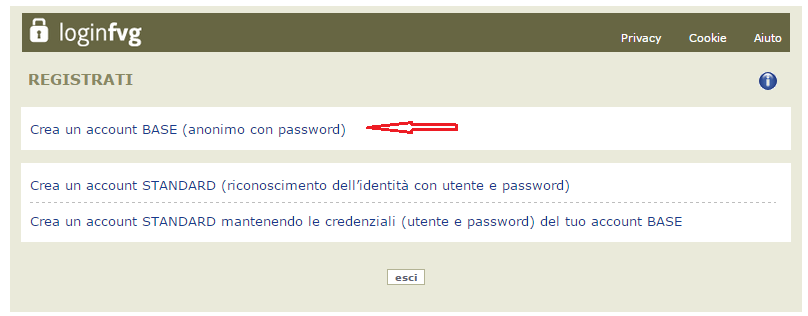 loginfvg
Privacy Cookie Aiuto
REGISTRATI
i
Crea un account BASE (anonimo con password)
Crea un account STANDARD (riconoscimento dell'identità con utente e password)
Crea un account STANDARD mantenendo le credenziali (utente e password) del tuo account BASE
esci